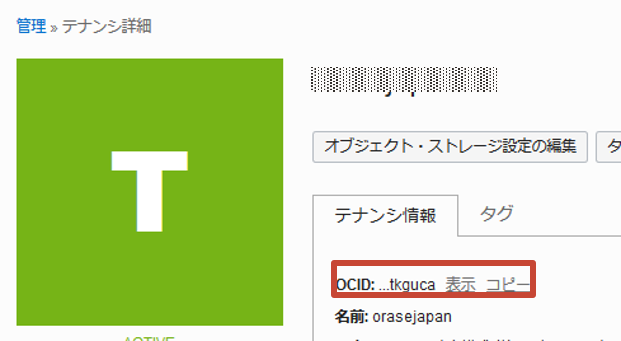 管理 » テナンシ詳細
T
オブジェクト・ストレージ設定の編集
テナンシ情報 タグ
OCID: ...tkguca 表示 コピー
名前: orasejapan
ACTIVE